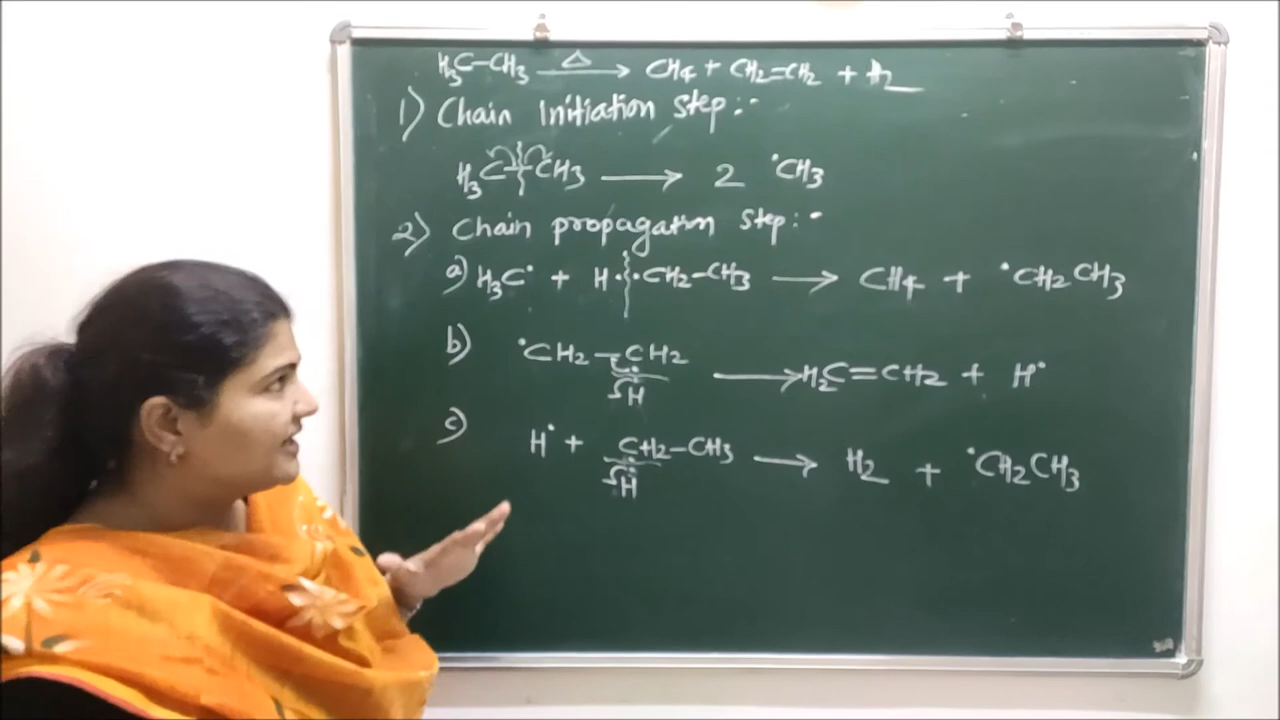 H₃C–CH₃ —Δ→ CH₄ + CH₂=CH₂ + H₂
1) Chain Initiation Step:-
H₃C–CH₃ → 2 •CH₃
2) Chain propagation step:-
a) H₃C• + H••CH₂–CH₃ → CH₄ + •CH₂CH₃
b) •CH₂–CH₂ → H₂C=CH₂ + H•
H
c) H• + CH₂–CH₃ → H₂ + •CH₂CH₃
H